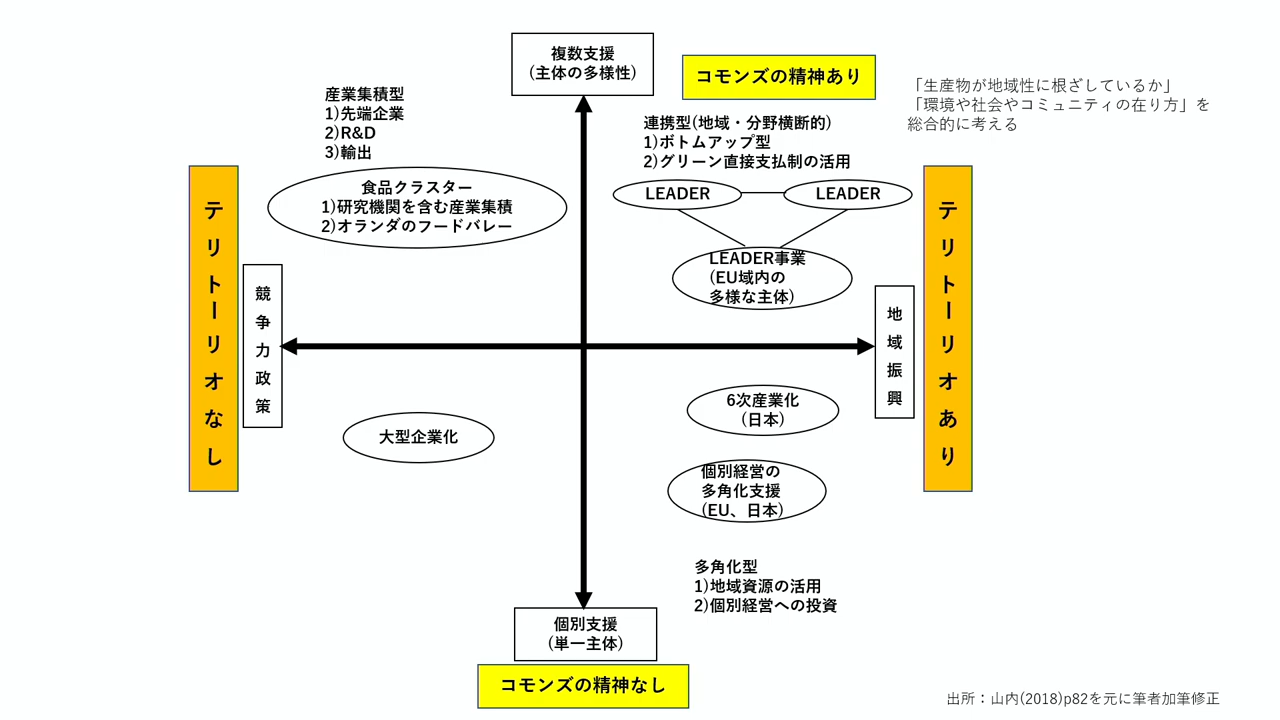 複数支援
(主体の多様性)
コモンズの精神あり
「生産物が地域性に根ざしているか」
「環境や社会やコミュニティの在り方」を
総合的に考える
産業集積型
1)先端企業
2)R&D
3)輸出
連携型(地域・分野横断的)
1)ボトムアップ型
2)グリーン直接支払制の活用
食品クラスター
1)研究機関を含む産業集積
2)オランダのフードバレー
LEADER
LEADER
LEADER事業
(EU域内の
多様な主体)
テリトーリオなし
競争力政策
地域振興
テリトーリオあり
大型企業化
6次産業化
(日本)
個別経営の
多角化支援
(EU、日本)
多角化型
1)地域資源の活用
2)個別経営への投資
個別支援
(単一主体)
コモンズの精神なし
出所：山内(2018)p82を元に筆者加筆修正